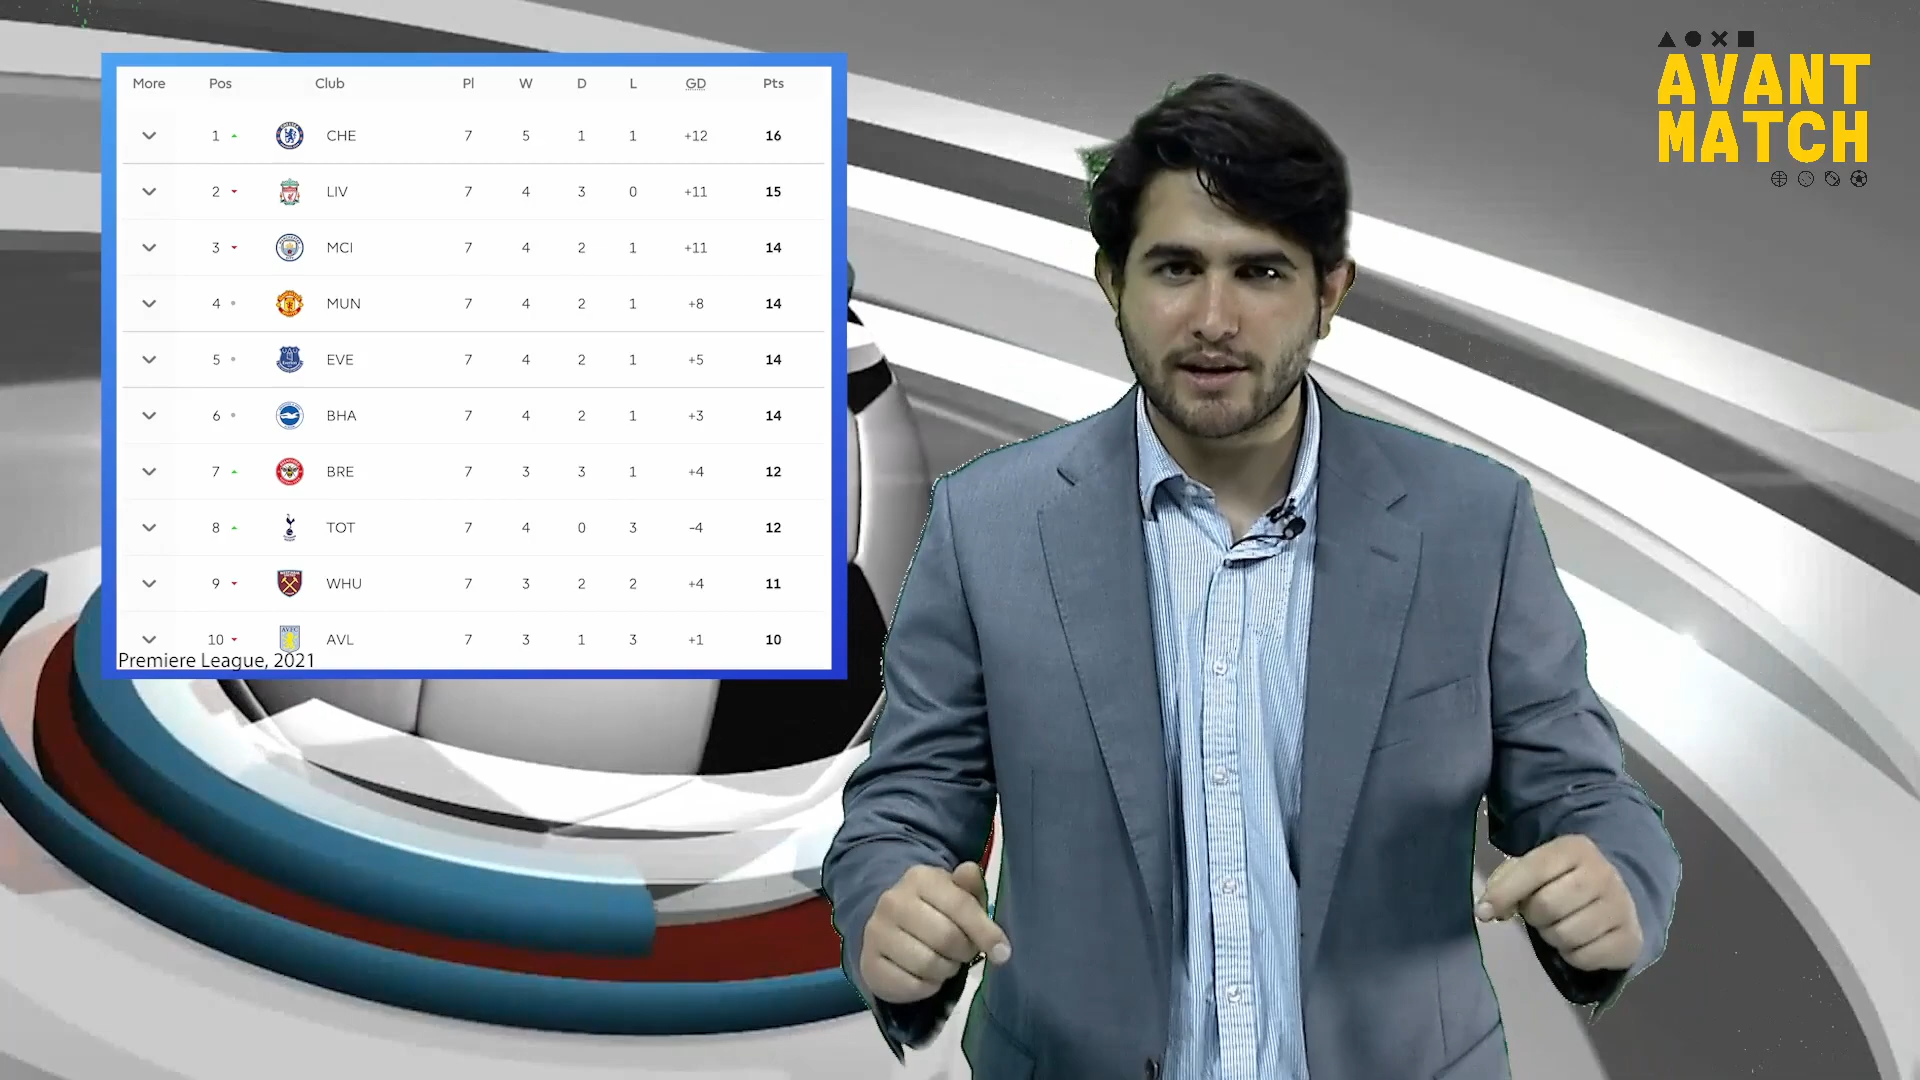 More Pos Club Pl W D L GD Pts
1 CHE 7 5 1 1 +12 16
2 LIV 7 4 3 0 +11 15
3 MCI 7 4 2 1 +11 14
4 MUN 7 4 2 1 +8 14
5 EVE 7 4 2 1 +5 14
6 BHA 7 4 2 1 +3 14
7 BRE 7 3 3 1 +4 12
8 TOT 7 4 0 3 -4 12
9 WHU 7 3 2 2 +4 11
10 AVL 7 3 1 3 +1 10
Premiere League, 2021
AVANT
MATCH